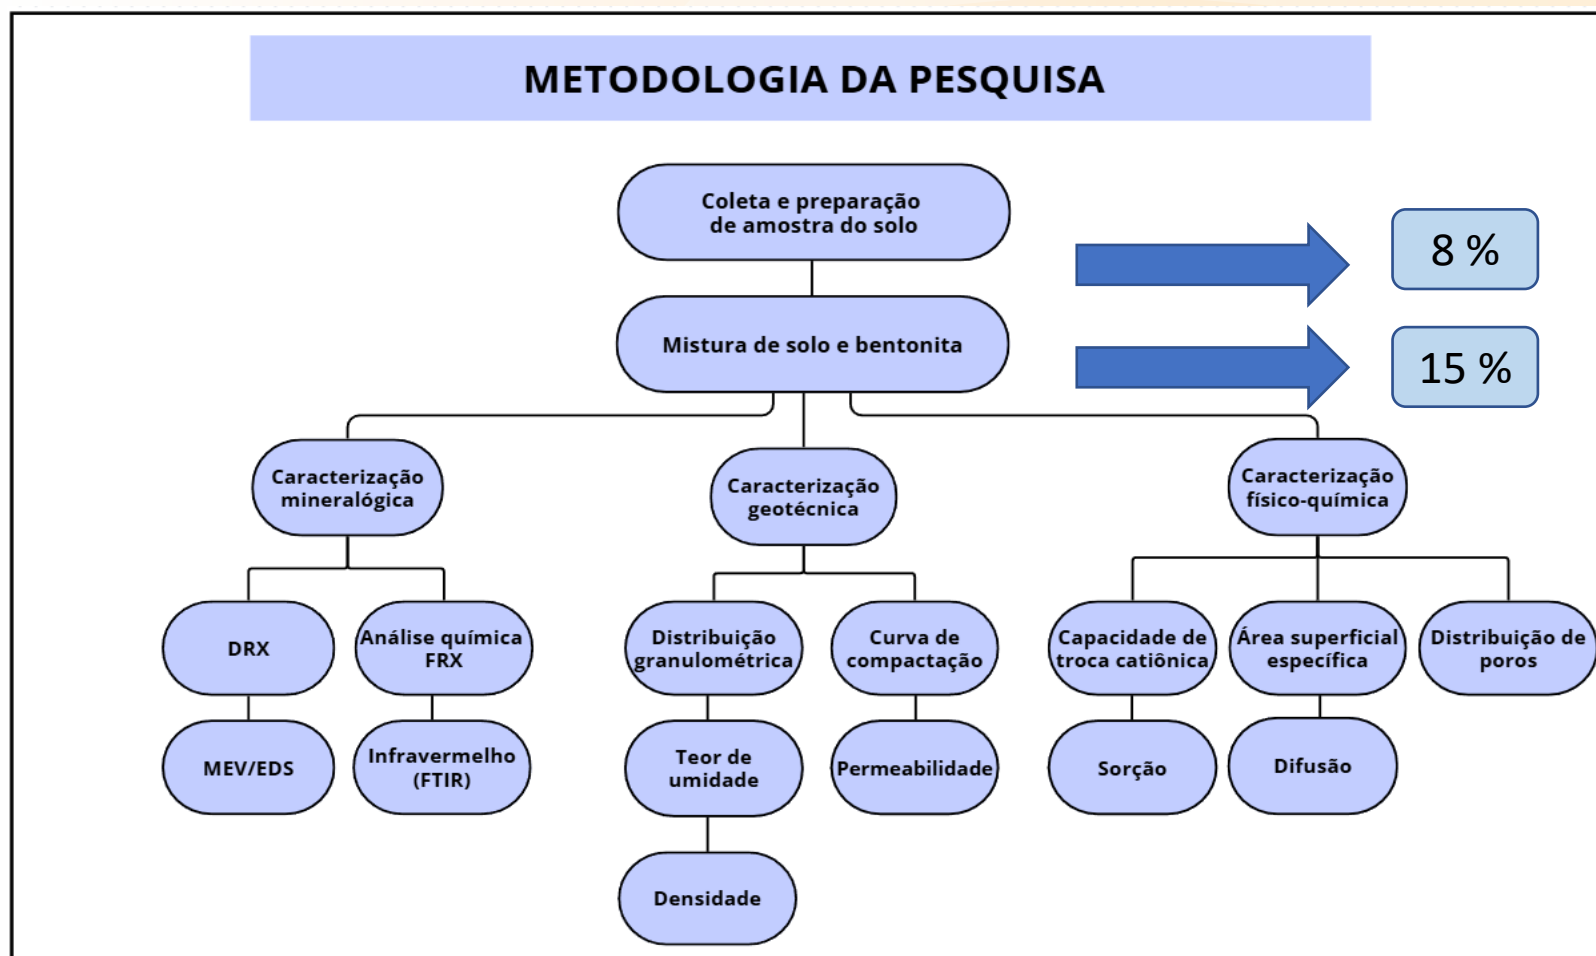 METODOLOGIA DA PESQUISA
Coleta e preparação
de amostra do solo
8 %
Mistura de solo e bentonita
15 %
Caracterização
mineralógica
Caracterização
geotécnica
Caracterização
físico-química
DRX
Análise química
FRX
Distribuição
granulométrica
Curva de
compactação
Capacidade de
troca catiônica
Área superficial
específica
Distribuição de
poros
MEV/EDS
Infravermelho
(FTIR)
Teor de
umidade
Permeabilidade
Sorção
Difusão
Densidade